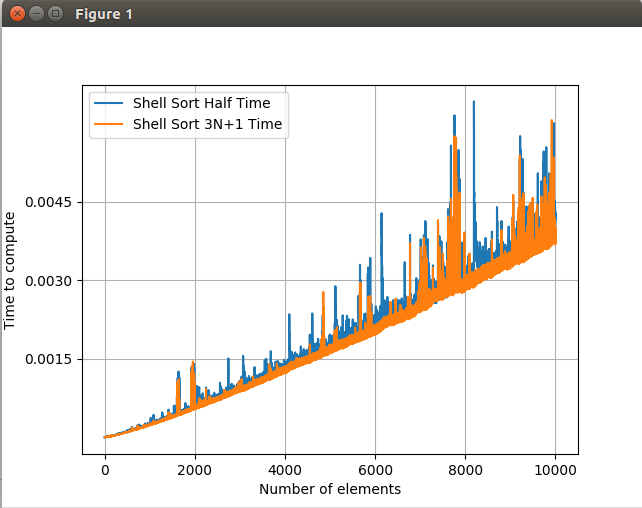 Figure 1
Shell Sort Half Time
Shell Sort 3N+1 Time
Time to compute
0.0045
0.0030
0.0015
0 2000 4000 6000 8000 10000
Number of elements